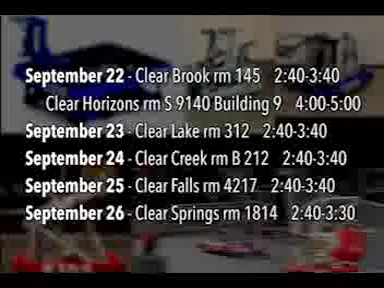 September 22 - Clear Brook rm 145 2:40-3:40
Clear Horizons rm S 9140 Building 9 4:00-5:00
September 23 - Clear Lake rm 312 2:40-3:40
September 24 - Clear Creek rm B 212 2:40-3:40
September 25 - Clear Falls rm 4217 2:40-3:40
September 26 - Clear Springs rm 1814 2:40-3:30